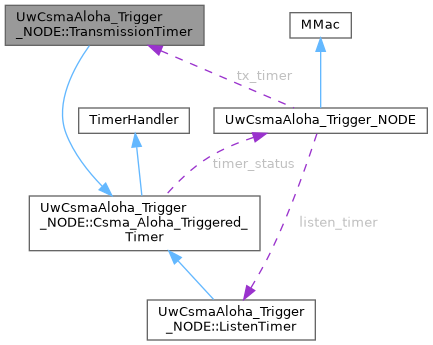 UwCsmaAloha_Trigger
_NODE::TransmissionTimer
MMac
tx_timer
TimerHandler
UwCsmaAloha_Trigger_NODE
timer_status
UwCsmaAloha_Trigger
_NODE::Csma_Aloha_Triggered_
Timer
listen_timer
UwCsmaAloha_Trigger
_NODE::ListenTimer